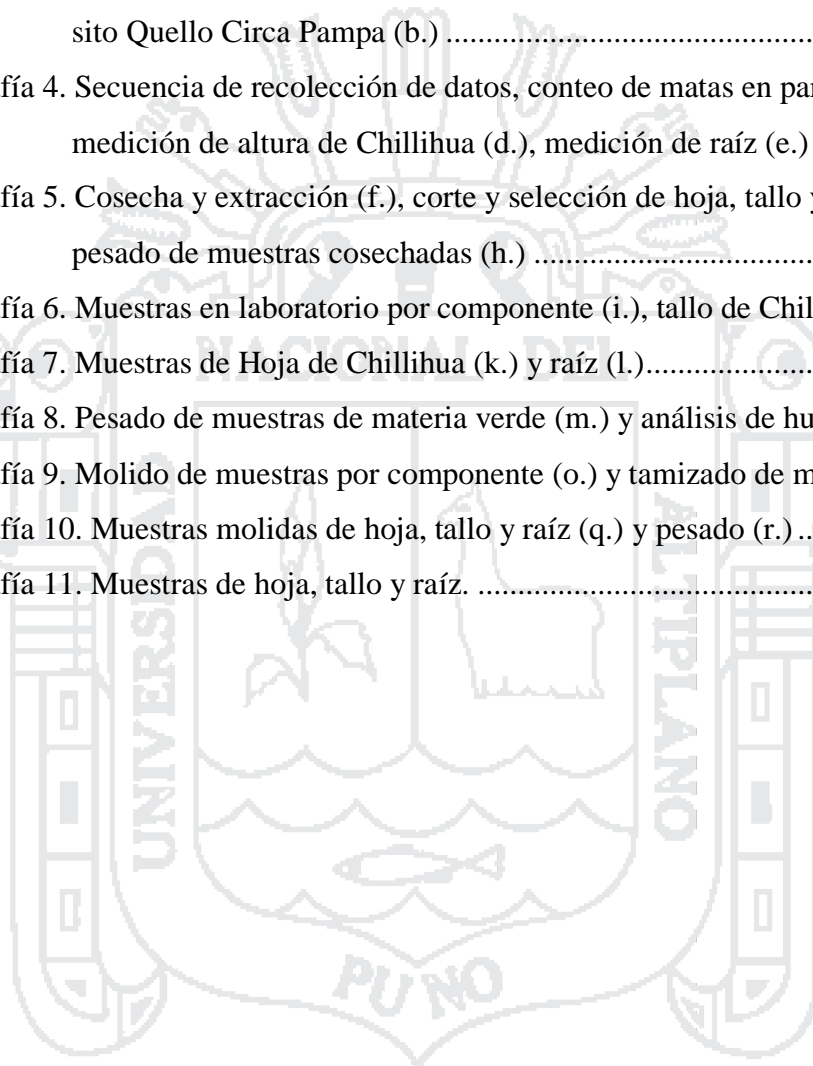 sito Quello Circa Pampa (b.) ....................................................
fía 4. Secuencia de recolección de datos, conteo de matas en par
medición de altura de Chillihua (d.), medición de raíz (e.)
fía 5. Cosecha y extracción (f.), corte y selección de hoja, tallo y
pesado de muestras cosechadas (h.) ........................................
fía 6. Muestras en laboratorio por componente (i.), tallo de Chil
fía 7. Muestras de Hoja de Chillihua (k.) y raíz (l.).........................
fía 8. Pesado de muestras de materia verde (m.) y análisis de hu
fía 9. Molido de muestras por componente (o.) y tamizado de m
fía 10. Muestras molidas de hoja, tallo y raíz (q.) y pesado (r.) ..
fía 11. Muestras de hoja, tallo y raíz. .................................................
NACIONAL DEL
UNIVERSIDAD
ALTIPLANO
PUNO